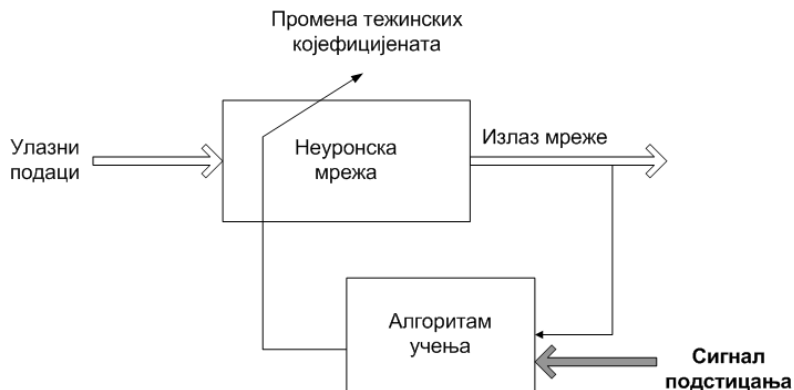 Промена тежинских
којефицијената
Улазни
подаци
Неуронска
мрежа
Излаз мреже
Алгоритам
учења
Сигнал
подстицања